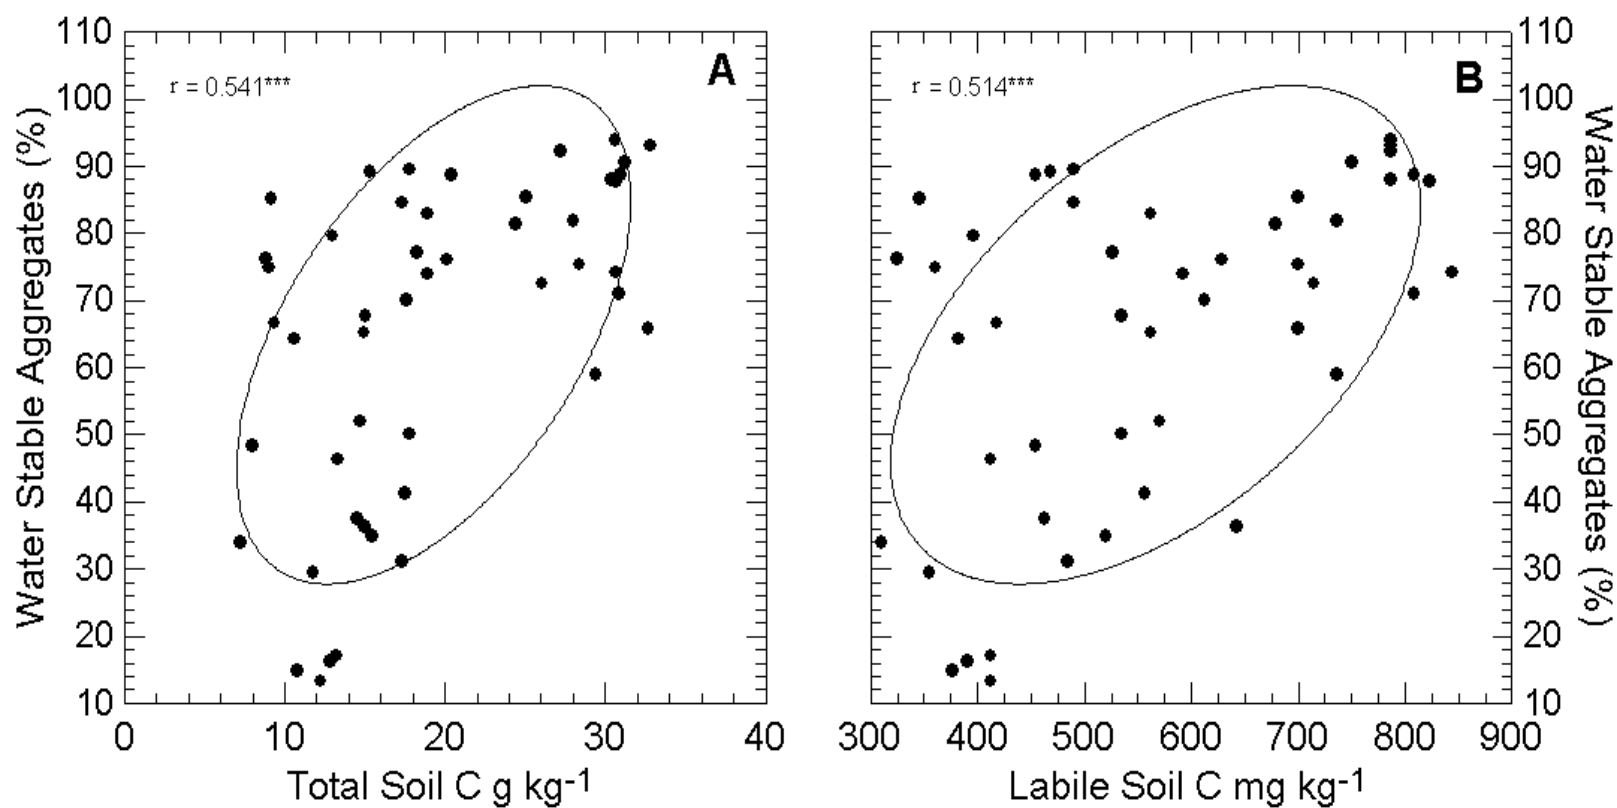 110
100
90
80
70
60
50
40
30
20
10
Water Stable Aggregates (%)
r = 0.541***
A
0 10 20 30 40
Total Soil C g kg-1
r = 0.514***
B
300 400 500 600 700 800 900
Labile Soil C mg kg-1
110
100
90
80
70
60
50
40
30
20
10
Water Stable Aggregates (%)